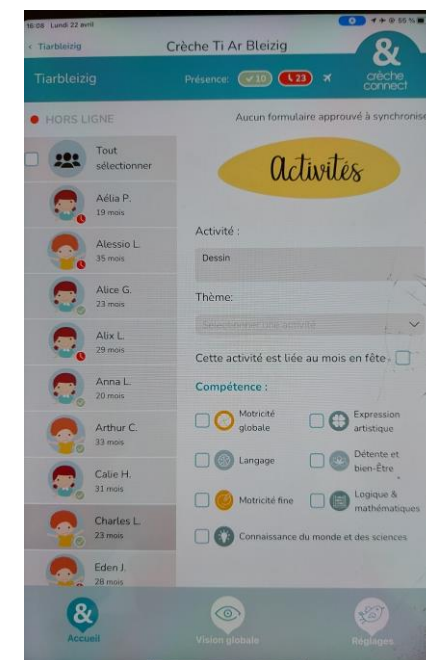 16:08 Lundi 22 avril
55 %
< Tiarbleizig
Crèche Ti Ar Bleizig
&
crèche
connect
Tiarbleizig
Présence:
10
23
HORS LIGNE
Aucun formulaire approuvé à synchronise
Tout
sélectionner
Activités
Aélia P.
19 mois
Alessio L.
35 mois
Alice G.
23 mois
Alix L.
29 mois
Anna L.
20 mois
Arthur C.
33 mois
Calie H.
31 mois
Charles L.
23 mois
Eden J.
28 mois
Activité :
Dessin
Thème:
Sélectionner une activité
Cette activité est liée au mois en fête
Compétence :
Motricité
globale
Expression
artistique
Langage
Détente et
bien-Être
Motricité fine
Logique &
mathématiques
Connaissance du monde et des sciences
&
Accueil
Vision globale
Réglages